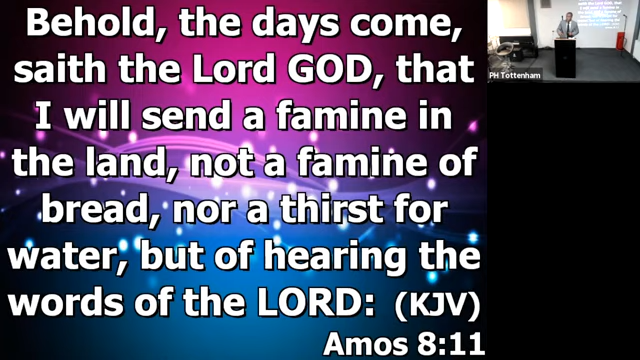 Behold, the days come,
saith the Lord GOD, that
I will send a famine in
the land, not a famine of
bread, nor a thirst for
water, but of hearing the
words of the LORD: (KJV)
Amos 8:11
PH Tottenham